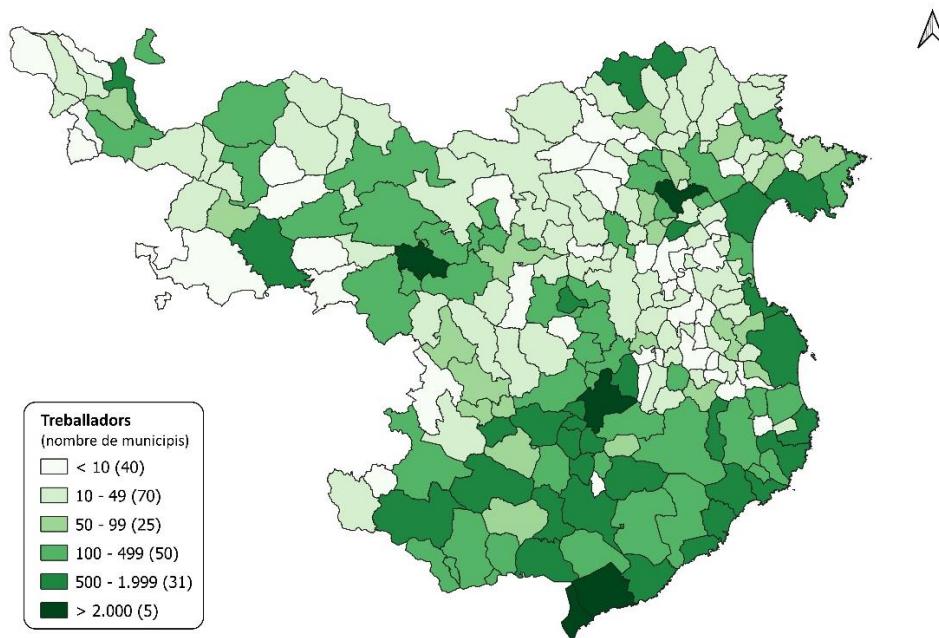 Treballadors
(nombre de municipis)
< 10 (40)
10 - 49 (70)
50 - 99 (25)
100 - 499 (50)
500 - 1.999 (31)
> 2.000 (5)